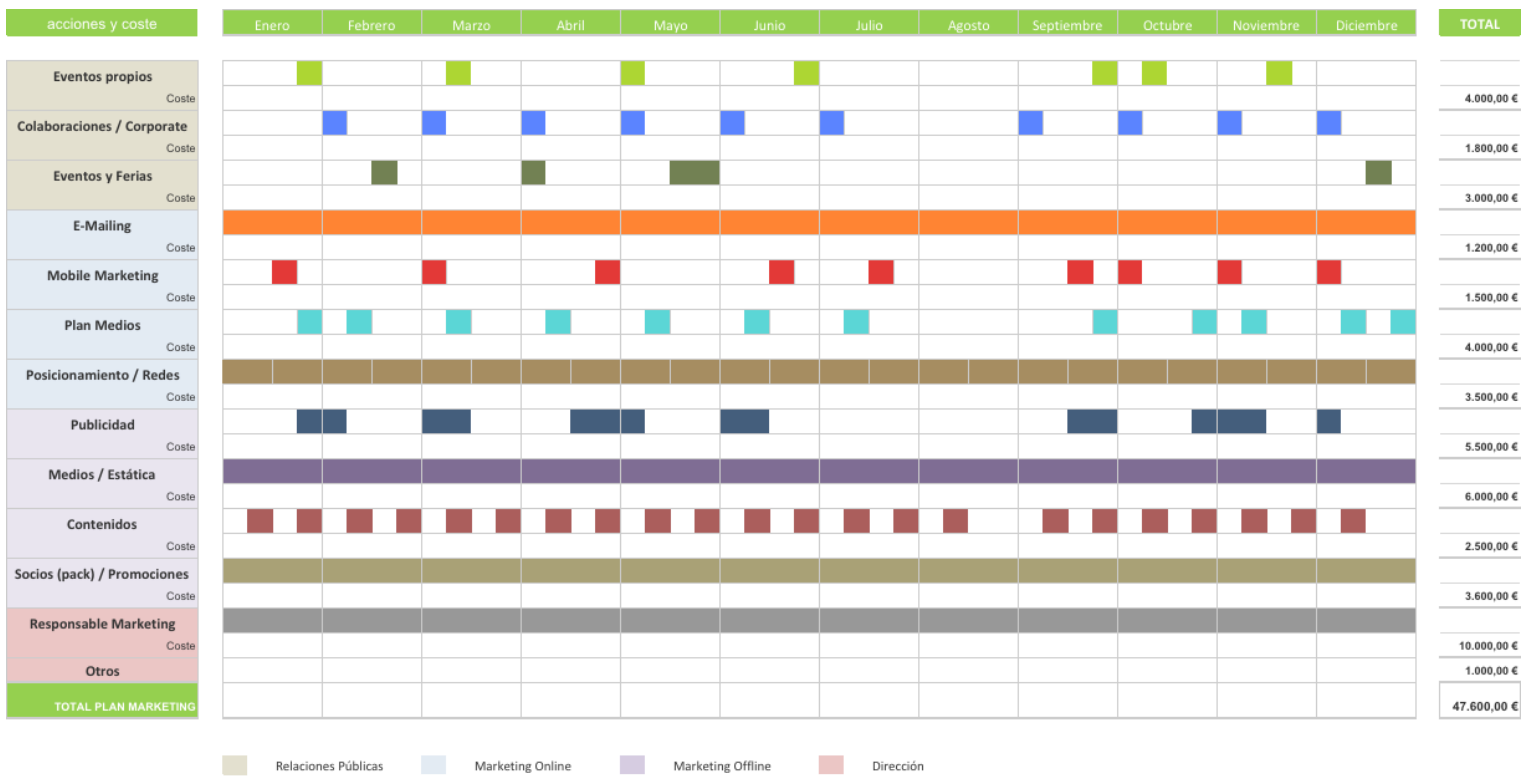 acciones y coste Enero Febrero Marzo Abril Mayo Junio Julio Agosto Septiembre Octubre Noviembre Diciembre TOTAL
Eventos propios
Coste 4.000,00 €
Colaboraciones / Corporate
Coste 1.800,00 €
Eventos y Ferias
Coste 3.000,00 €
E-Mailing
Coste 1.200,00 €
Mobile Marketing
Coste 1.500,00 €
Plan Medios
Coste 4.000,00 €
Posicionamiento / Redes
Coste 3.500,00 €
Publicidad
Coste 5.500,00 €
Medios / Estática
Coste 6.000,00 €
Contenidos
Coste 2.500,00 €
Socios (pack) / Promociones
Coste 3.600,00 €
Responsable Marketing
Coste 10.000,00 €
Otros 1.000,00 €
TOTAL PLAN MARKETING 47.600,00 €
Relaciones Públicas Marketing Online Marketing Offline Dirección